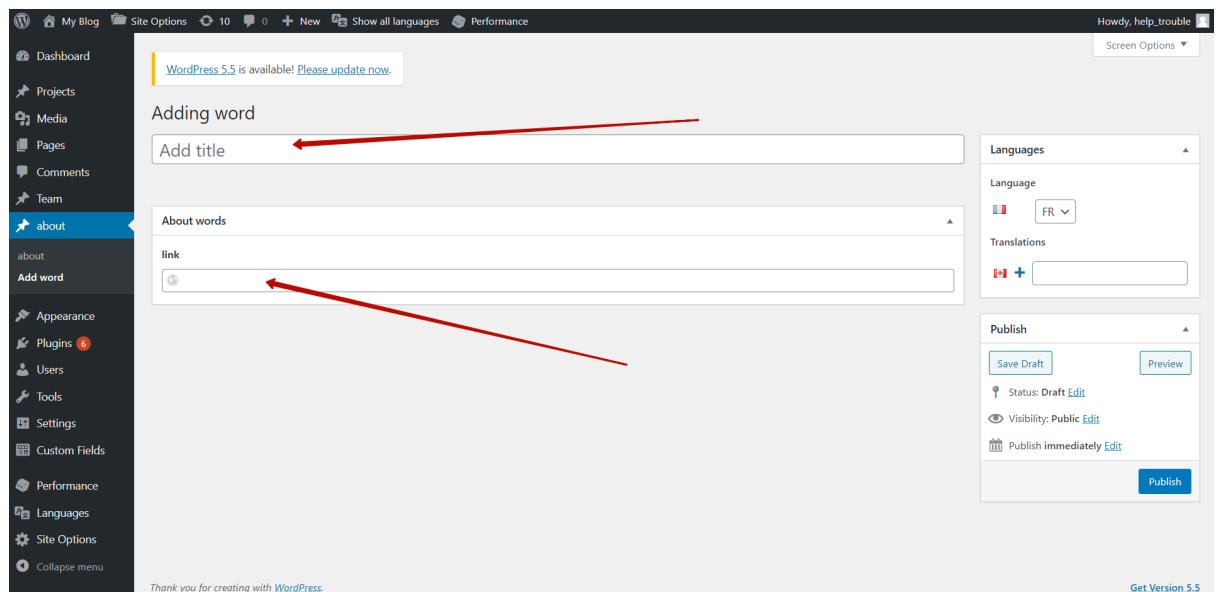 My Blog Site Options 10 0 + New Show all languages Performance Howdy, help_trouble
Screen Options ▼
Dashboard
Projects
Media
Pages
Comments
Team
about
about
Add word
Appearance
Plugins 6
Users
Tools
Settings
Custom Fields
Performance
Languages
Site Options
Collapse menu
WordPress 5.5 is available! Please update now.
Adding word
Add title
About words
link
Languages
Language
FR
Translations
+
Publish
Save Draft Preview
Status: Draft Edit
Visibility: Public Edit
Publish immediately Edit
Publish
Thank you for creating with WordPress.
Get Version 5.5